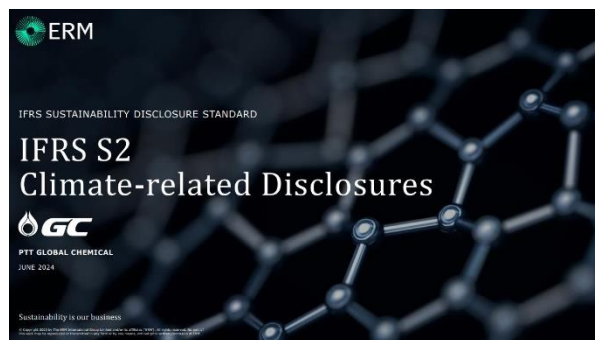 ERM
IFRS SUSTAINABILITY DISCLOSURE STANDARD
IFRS S2
Climate-related Disclosures
GC
PTT GLOBAL CHEMICAL
JUNE 2024
Sustainability is our business